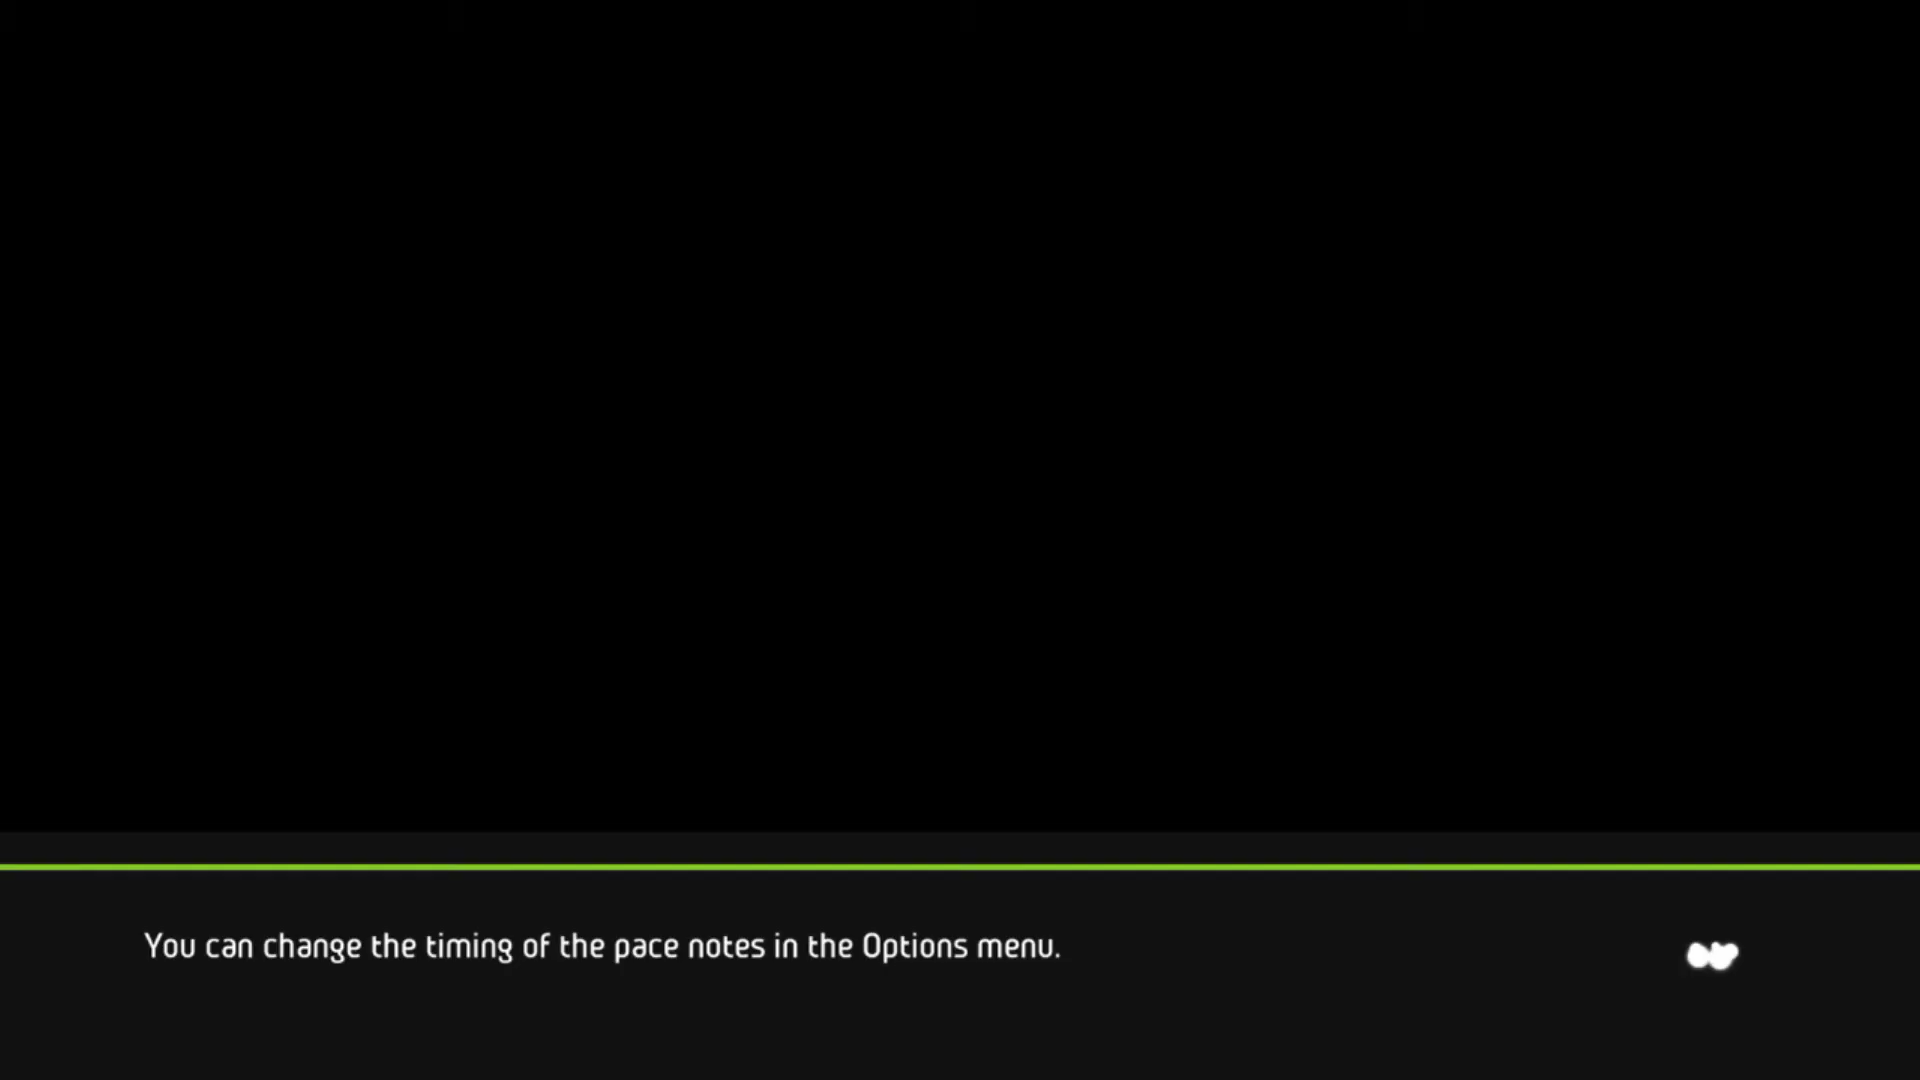 You can change the timing of the pace notes in the Options menu.